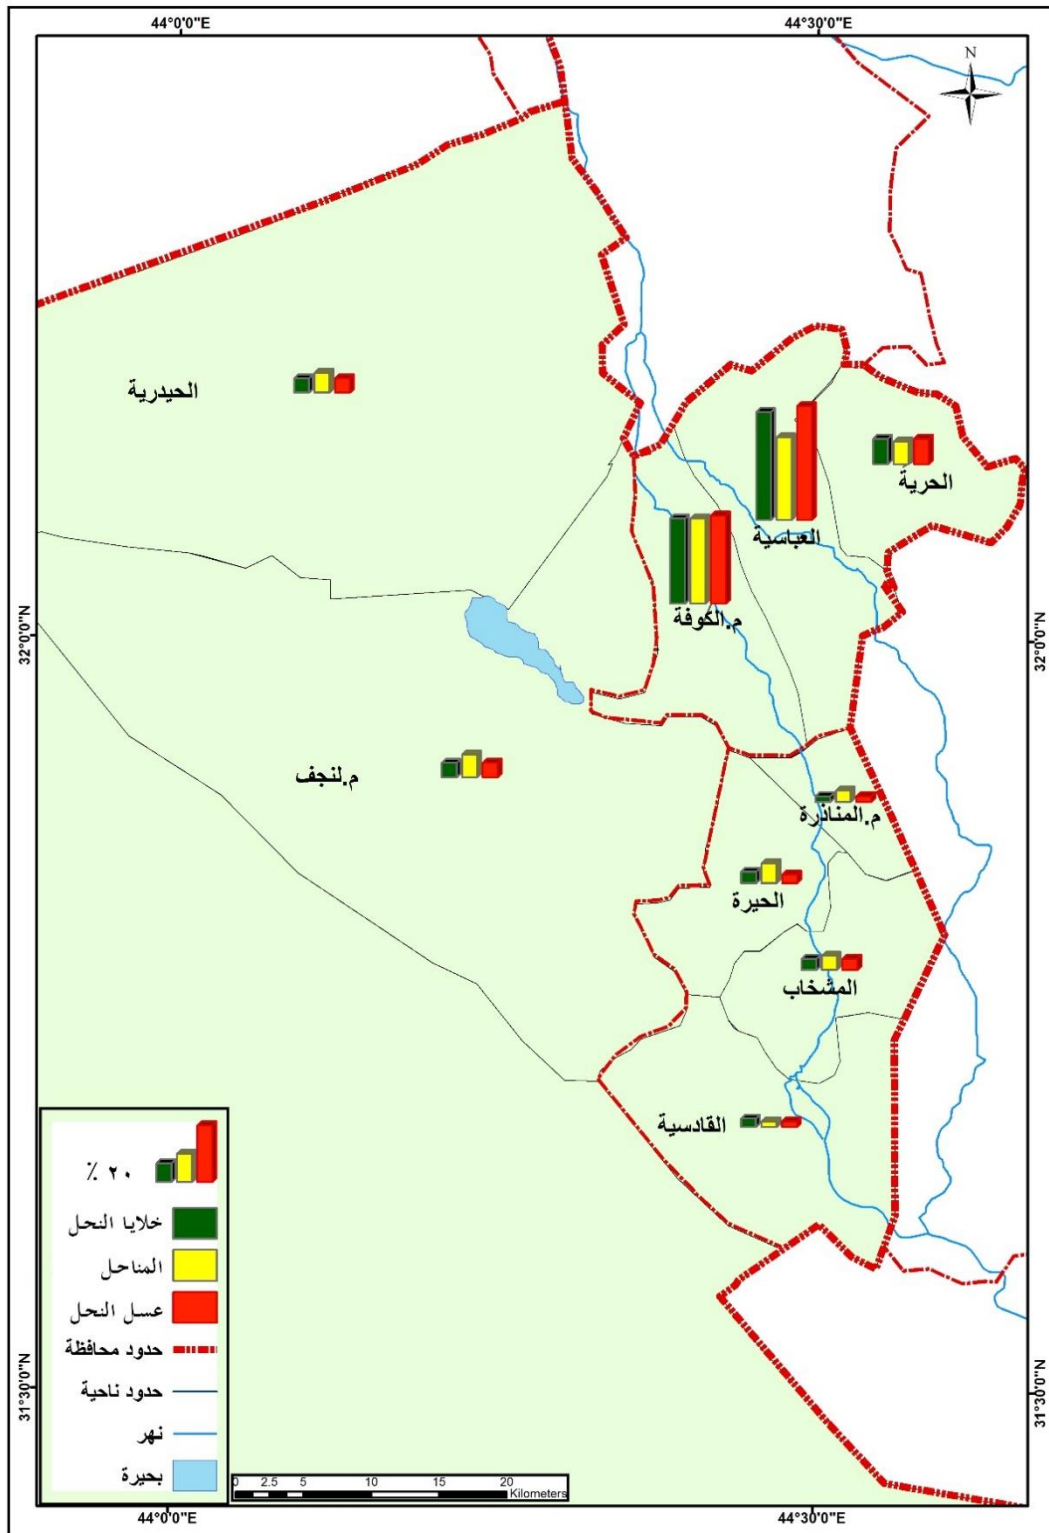 44°0'0"E
44°30'0"E
N
الحيدرية
الحرية
العباسية
م.الكوفة
32°0'0"N
32°0'0"N
م.لنجف
م.المناذرة
الحيرة
المشخاب
القادسية
٢٠ %
خلايا النحل
المناحل
عسل النحل
حدود محافظة
حدود ناحية
نهر
بحيرة
31°30'0"N
31°30'0"N
0 2.5 5 10 15 20
Kilometers
44°0'0"E
44°30'0"E